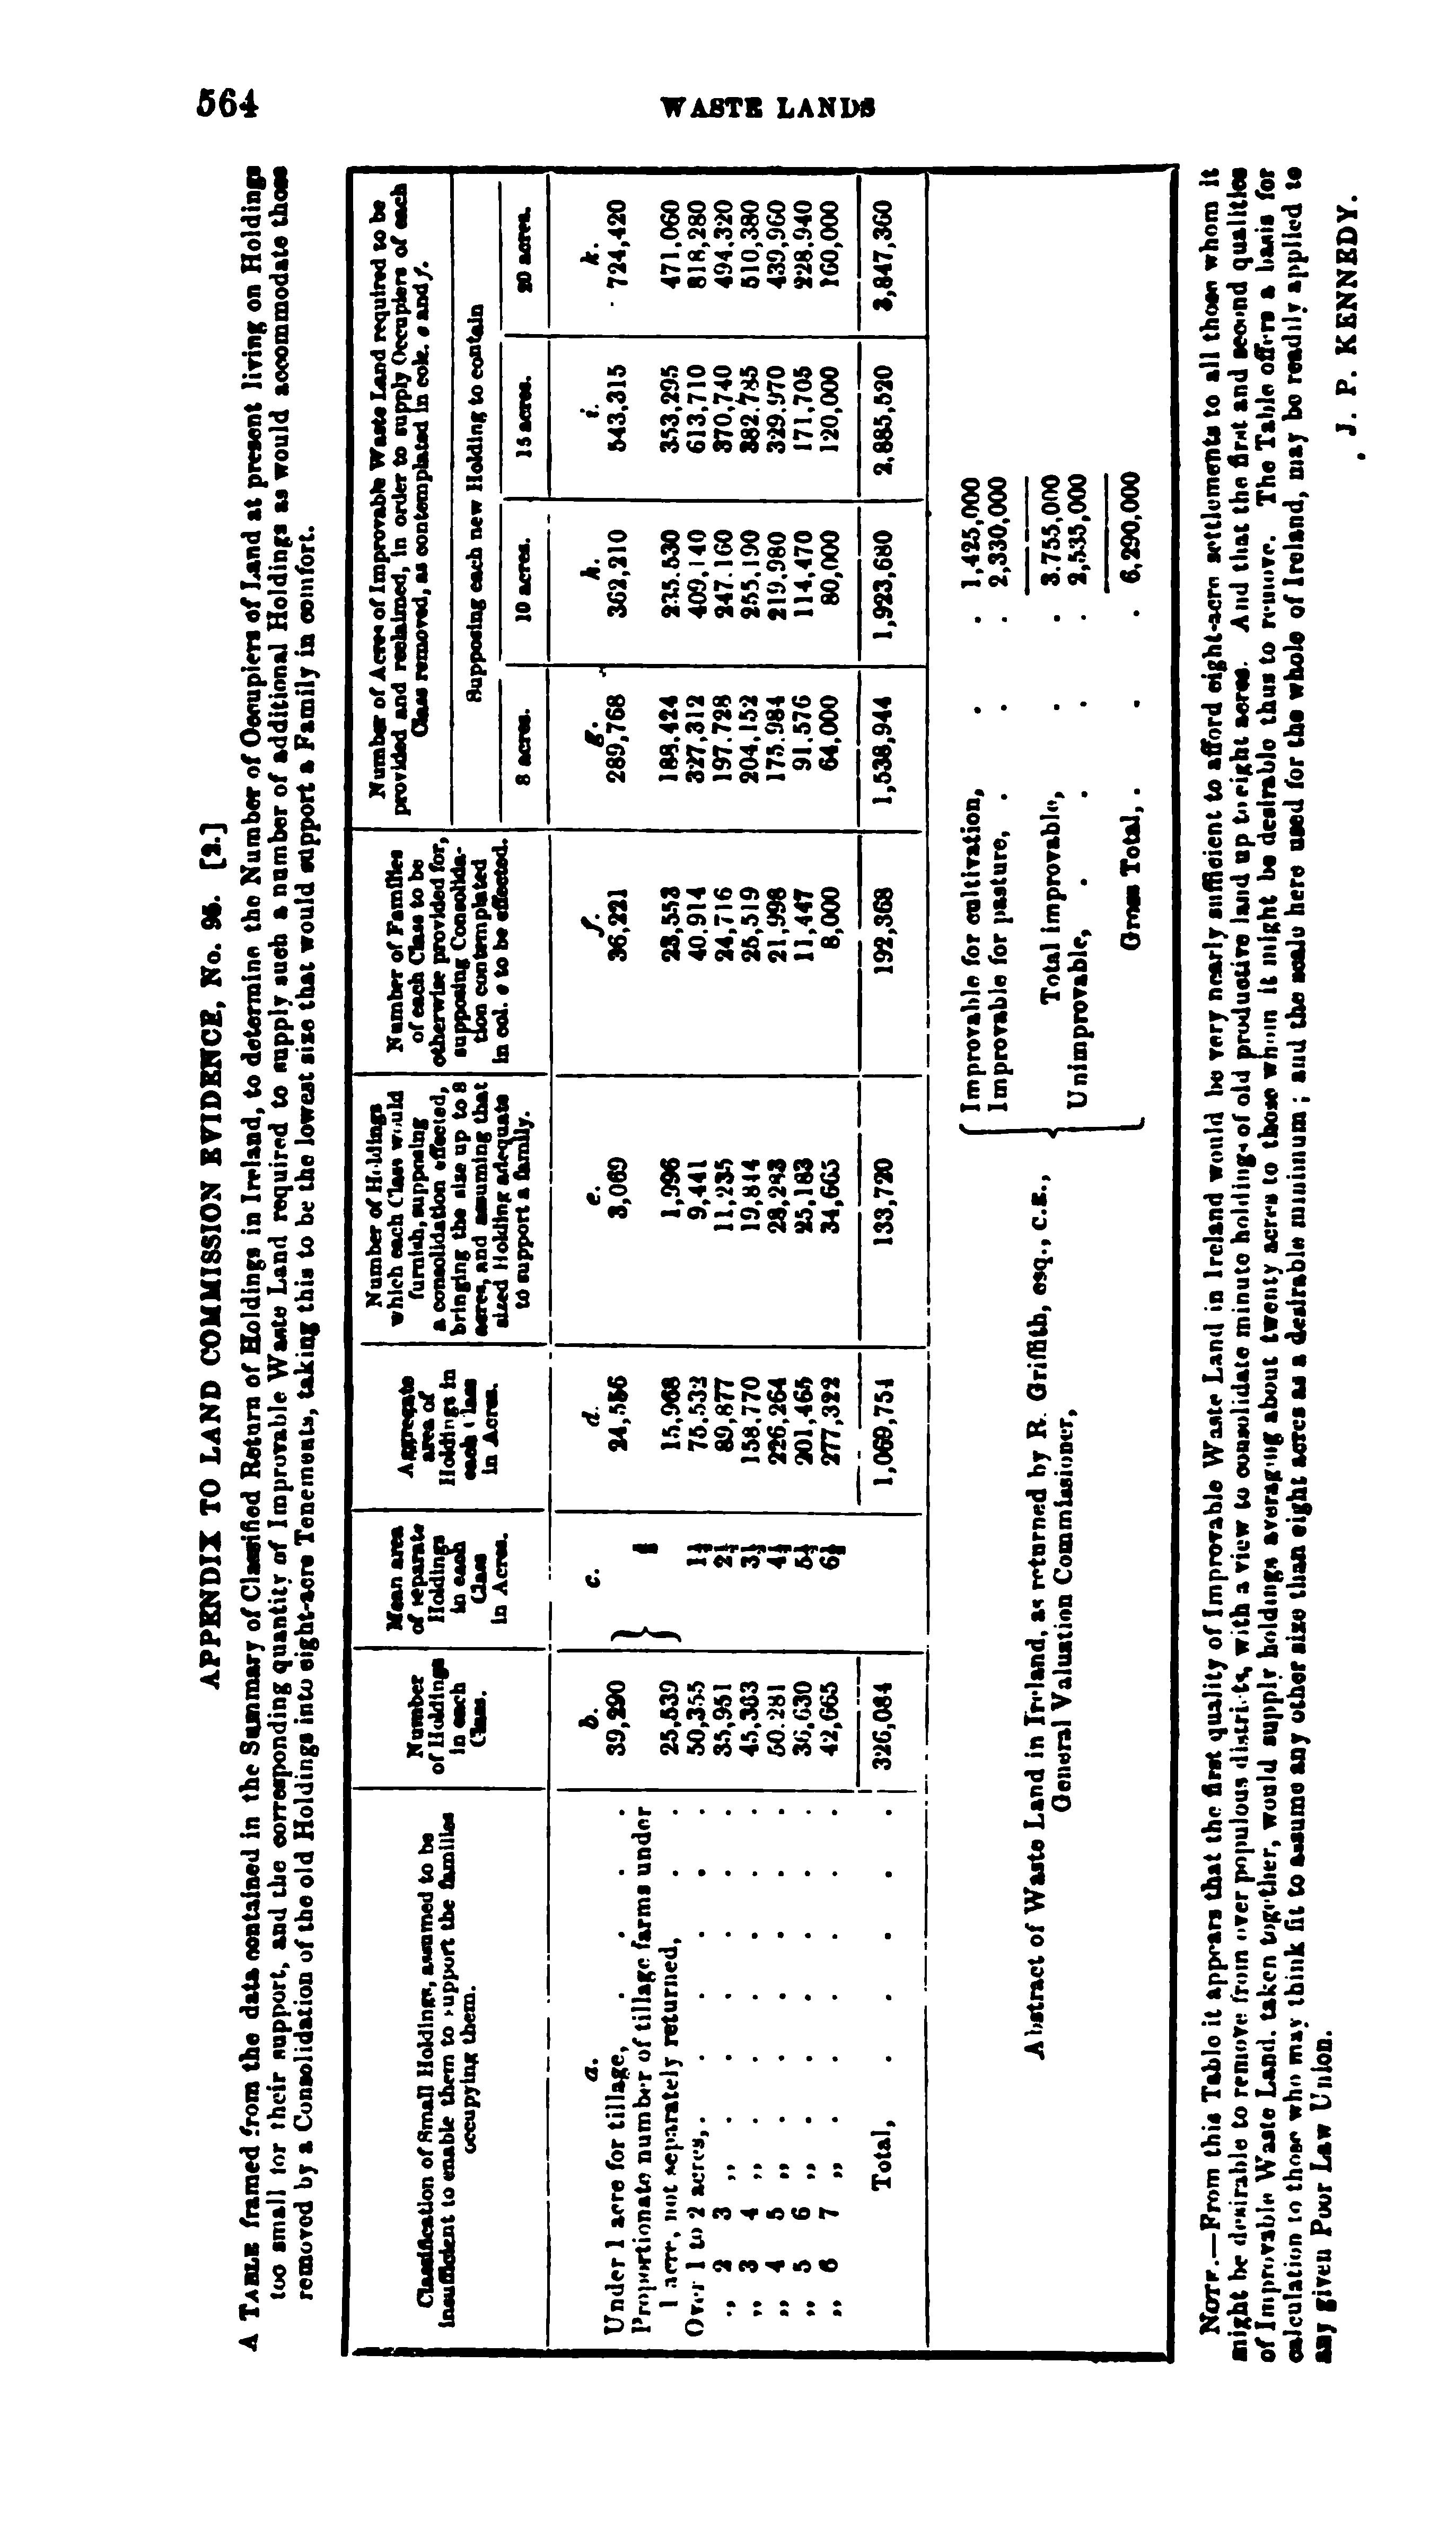 564
WASTE LANDS
APPENDIX TO LAND COMMISSION EVIDENCE, No. 95. [2.]
A TABLE framed from the data contained in the Summary of Classified Return of Holdings in Ireland, to determine the Number of Occupiers of Land at present living on Holdings
too small for their support, and the corresponding quantity of Improvable Waste Land required to supply such a number of additional Holdings as would accommodate those
removed by a Consolidation of the old Holdings into eight-acre Tenements, taking this to be the lowest size that would support a Family in comfort.
Classification of Small Holdings, assumed to be
insufficient to enable them to support the families
occupying them.
Number
of Holdings
in each
Class.
Mean area
of separate
Holdings
in each
Class
in Acres.
Aggregate
area of
Holdings in
each Class
in Acres.
Number of Holdings
which each Class would
furnish, supposing
a consolidation effected,
bringing the size up to 8
acres, and assuming that
sized Holding adequate
to support a family.
Number of Families
of each Class to be
otherwise provided for,
supposing Consolida-
tion contemplated
in col. e to be effected.
Number of Acres of Improvable Waste Land required to be
provided and reclaimed, in order to supply Occupiers of each
Class removed, as contemplated in cols. e and f.
Supposing each new Holding to contain
8 acres. 10 acres. 15 acres. 20 acres.
a. b. c. d. e. f. g. h. i. k.
Under 1 acre for tillage, . . . . 39,290 24,556 3,069 36,221 289,768 362,210 543,315 724,420
Proportionate number of tillage farms under
1 acre, not separately returned, . . 25,539 15,968 1,996 23,553 188,424 235,530 353,295 471,060
Over 1 to 2 acres, . . . . . . 50,355 1½ 75,532 9,441 40,914 327,312 409,140 613,710 818,280
„ 2 3 „ . . . . . . 35,951 2½ 89,877 11,235 24,716 197,728 247,160 370,740 494,320
„ 3 4 „ . . . . . . 45,363 3½ 158,770 19,844 25,519 204,152 255,190 382,785 510,380
„ 4 5 „ . . . . . . 50,281 4½ 226,264 28,283 21,998 175,984 219,980 329,970 439,960
„ 5 6 „ . . . . . . 36,630 5½ 201,465 25,183 11,447 91,576 114,470 171,705 228,940
„ 6 7 „ . . . . . . 42,665 6½ 277,322 34,665 8,000 64,000 80,000 120,000 160,000
Total, . . . . . 326,084 1,069,754 133,720 192,368 1,538,944 1,923,680 2,885,520 3,847,360
Abstract of Waste Land in Ireland, as returned by R. Griffith, esq., C.E.,
General Valuation Commissioner,
Improvable for cultivation, . . 1,425,000
Improvable for pasture, . . . 2,330,000
Total improvable, . . 3,755,000
Unimprovable, . . . . 2,535,000
Gross Total, . . . 6,290,000
NOTE.—From this Table it appears that the first quality of Improvable Waste Land in Ireland would be very nearly sufficient to afford eight-acre settlements to all those whom it
might be desirable to remove from over populous districts, with a view to consolidate minute holdings of old productive land up to eight acres. And that the first and second qualities
of Improvable Waste Land, taken together, would supply holdings averaging about twenty acres to those whom it might be desirable thus to remove. The Table offers a basis for
calculation to those who may think fit to assume any other size than eight acres as a desirable minimum; and the scale here used for the whole of Ireland, may be readily applied to
any given Poor Law Union.
J. P. KENNEDY.